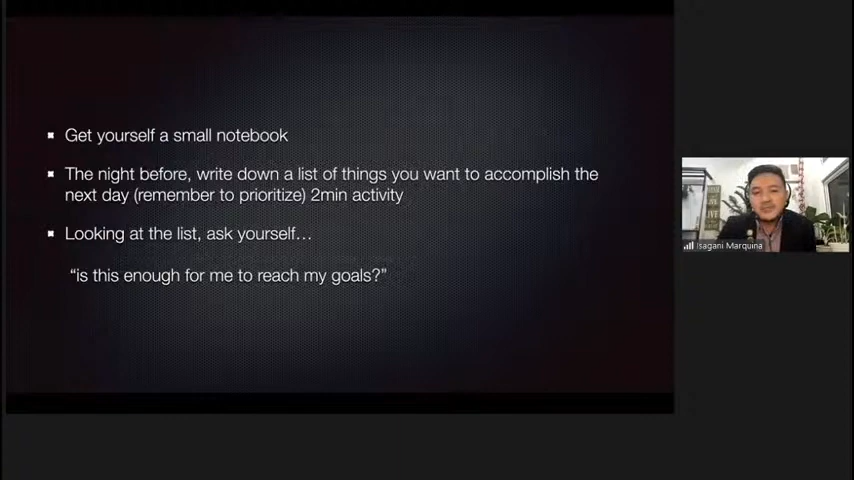 Get yourself a small notebook
The night before, write down a list of things you want to accomplish the
next day (remember to prioritize) 2min activity
Looking at the list, ask yourself…
“is this enough for me to reach my goals?”
Isagani Marquina